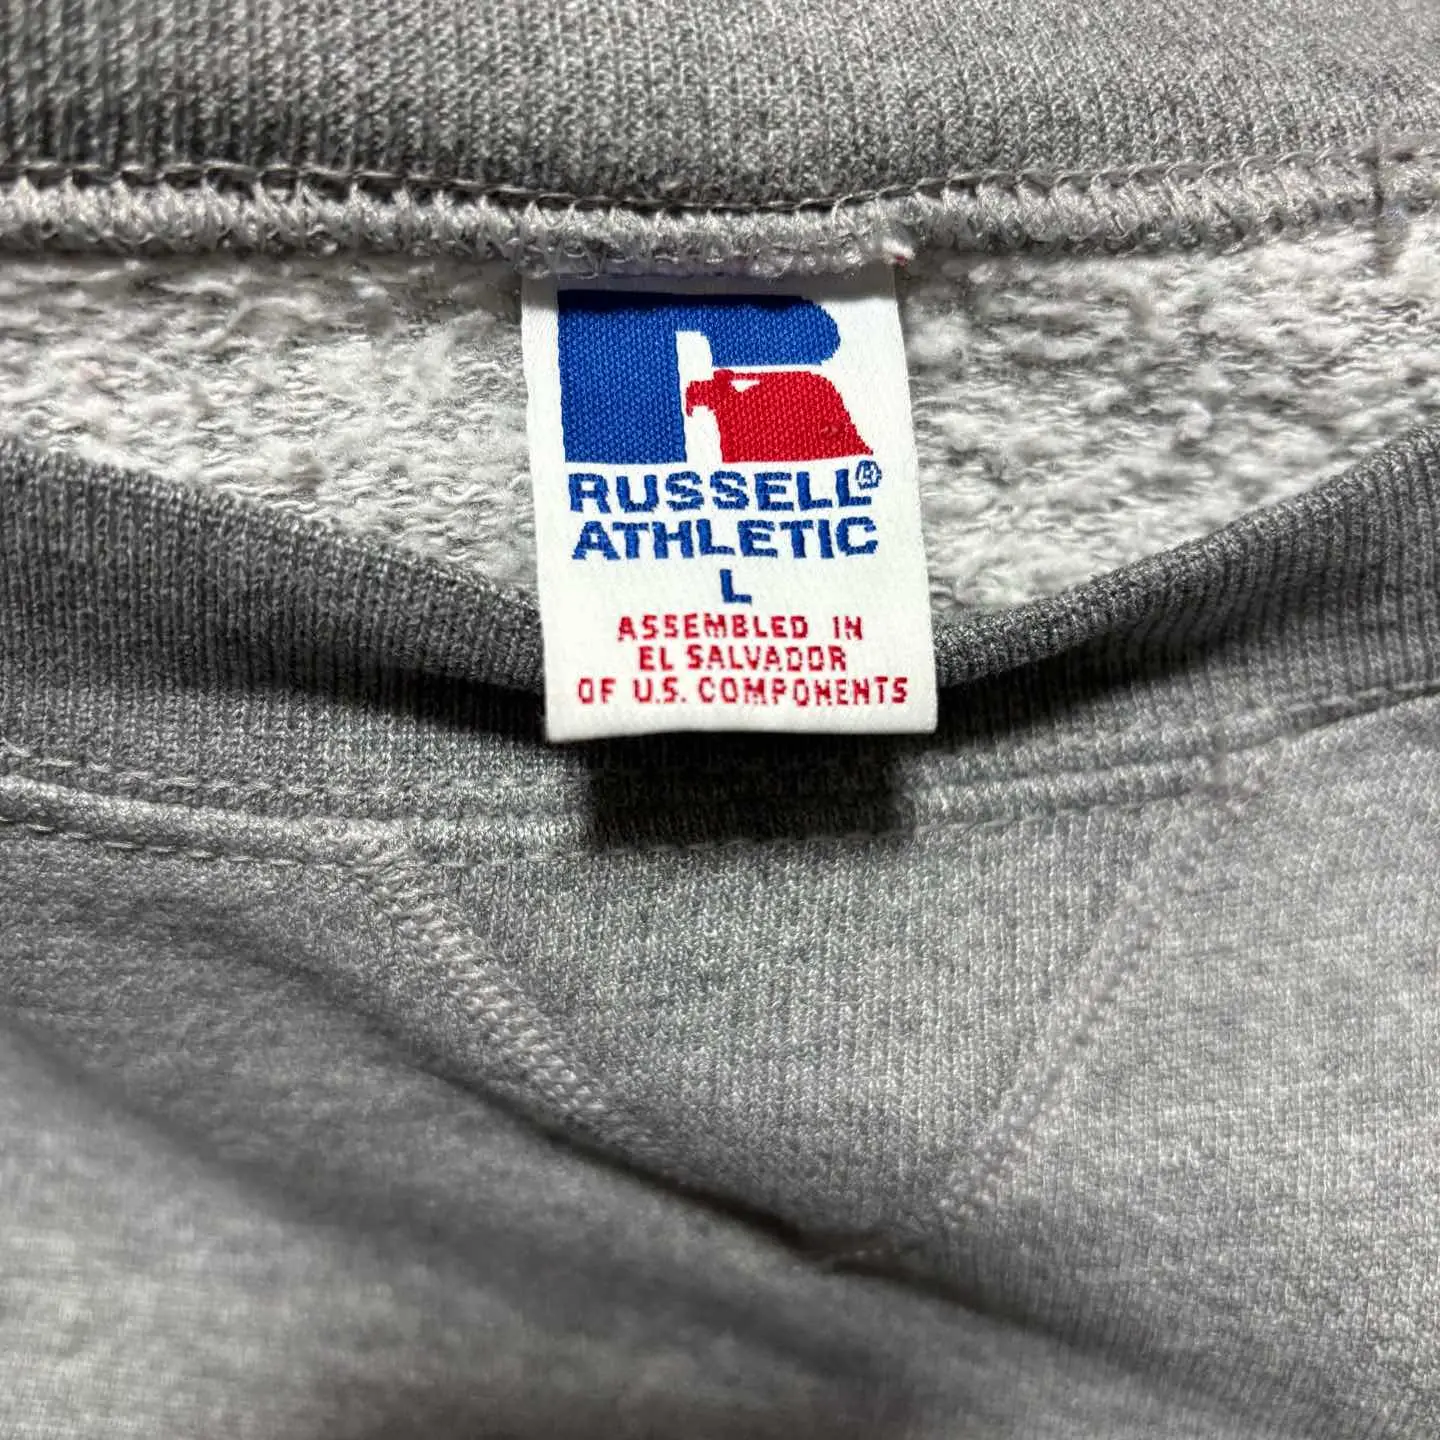 RUSSELL®
ATHLETIC
L
ASSEMBLED IN
EL SALVADOR
OF U.S. COMPONENTS